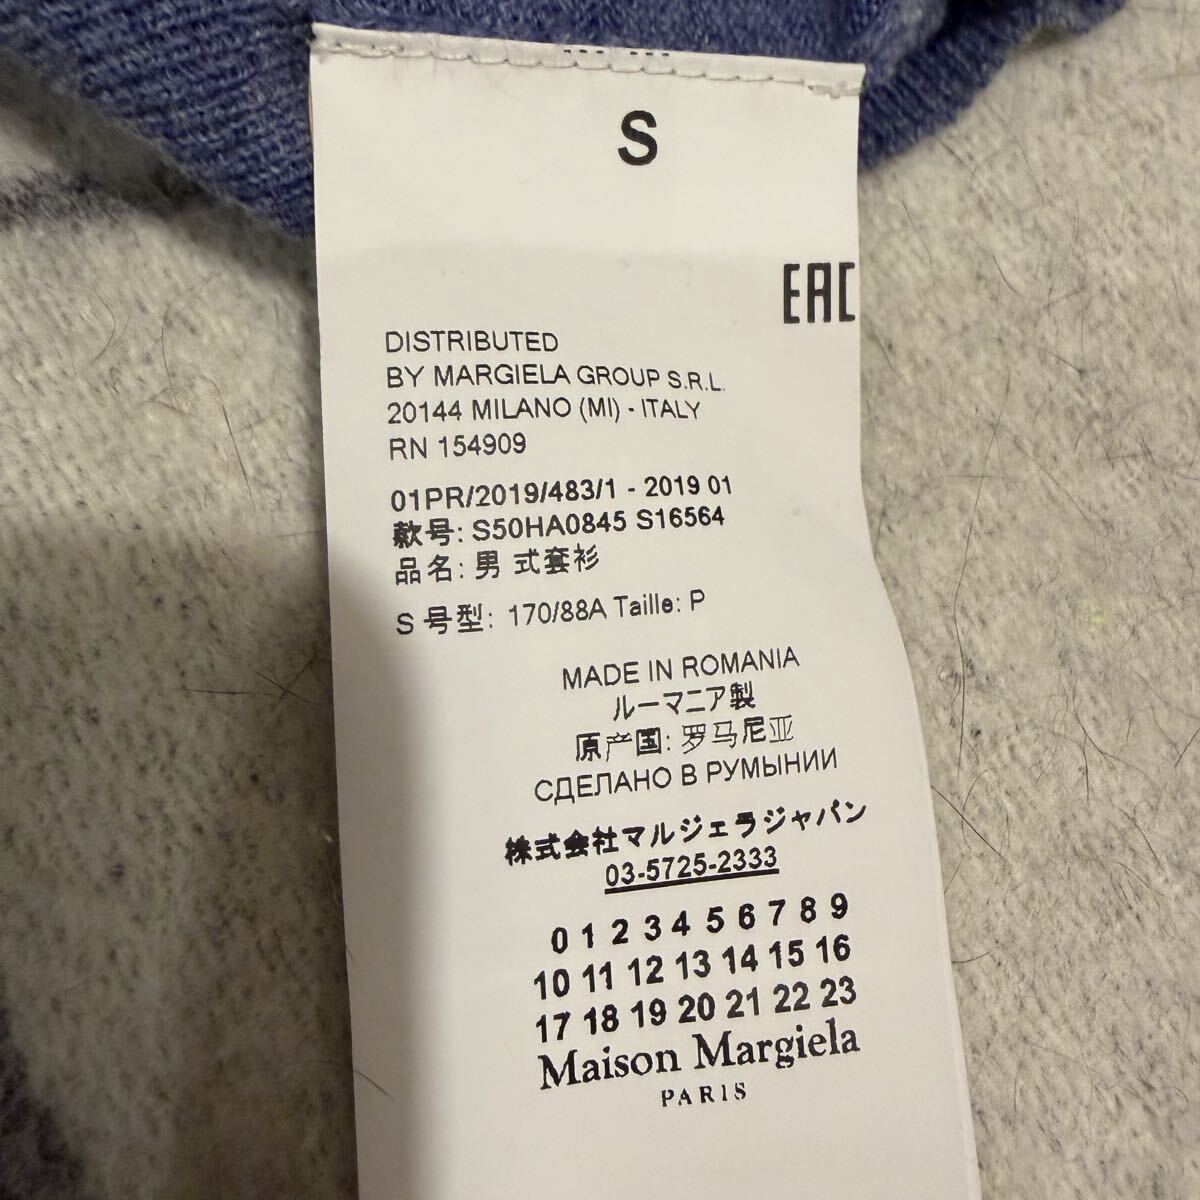 S
EAC
DISTRIBUTED
BY MARGIELA GROUP S.R.L.
20144 MILANO (MI) - ITALY
RN 154909
01PR/2019/483/1 - 2019 01
款号: S50HA0845 S16564
品名: 男 式套衫
S 号型: 170/88A Taille: P
MADE IN ROMANIA
ルーマニア製
原产国: 罗马尼亚
СДЕЛАНО В РУМЫНИИ
株式会社マルジェラジャパン
03-5725-2333
0 1 2 3 4 5 6 7 8 9
10 11 12 13 14 15 16
17 18 19 20 21 22 23
Maison Margiela
PARIS